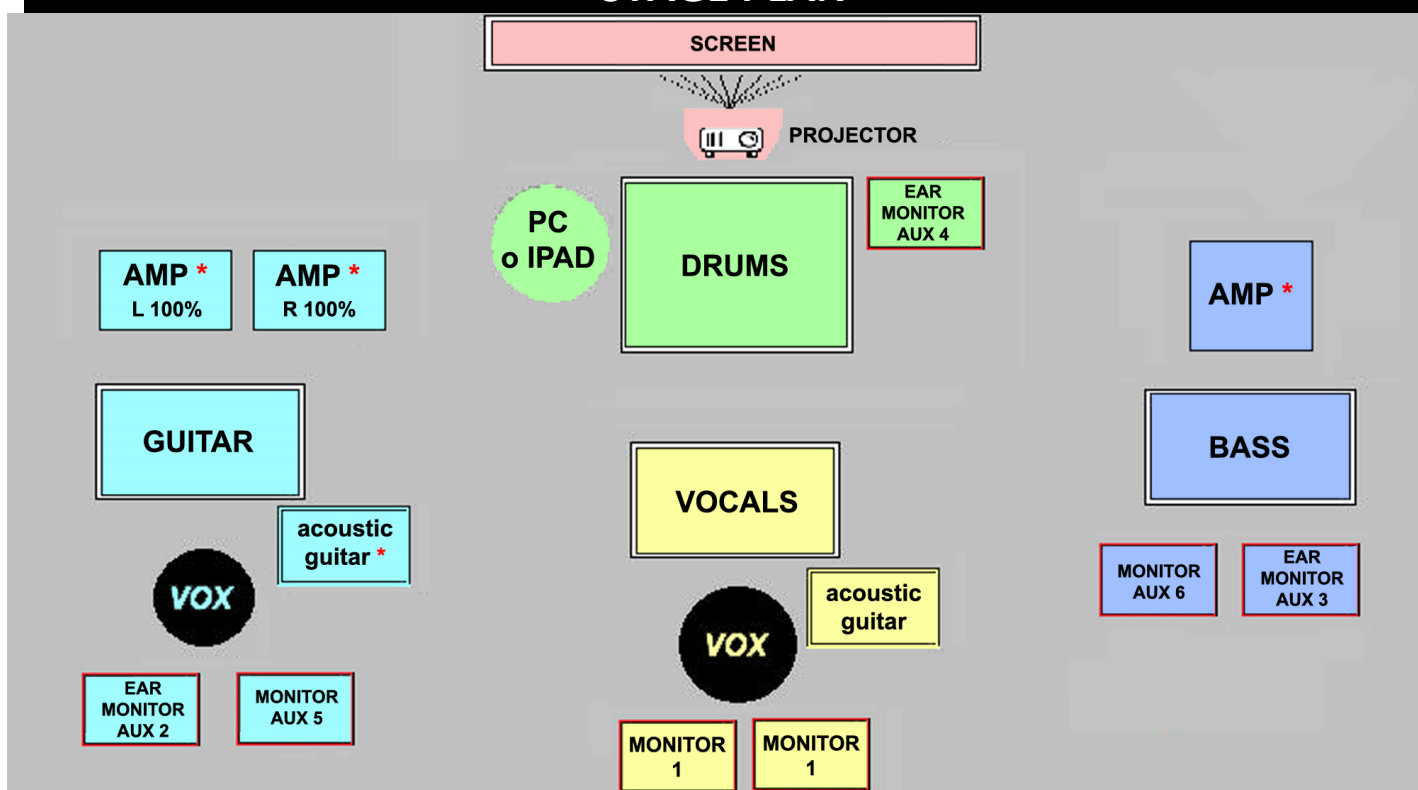 STAGE PLAN
SCREEN
PROJECTOR
EAR
MONITOR
AUX 4
PC
o IPAD
DRUMS
AMP *
L 100%
AMP *
R 100%
AMP *
GUITAR
BASS
VOCALS
acoustic
guitar *
VOX
acoustic
guitar
VOX
MONITOR
AUX 6
EAR
MONITOR
AUX 3
EAR
MONITOR
AUX 2
MONITOR
AUX 5
MONITOR
1
MONITOR
1